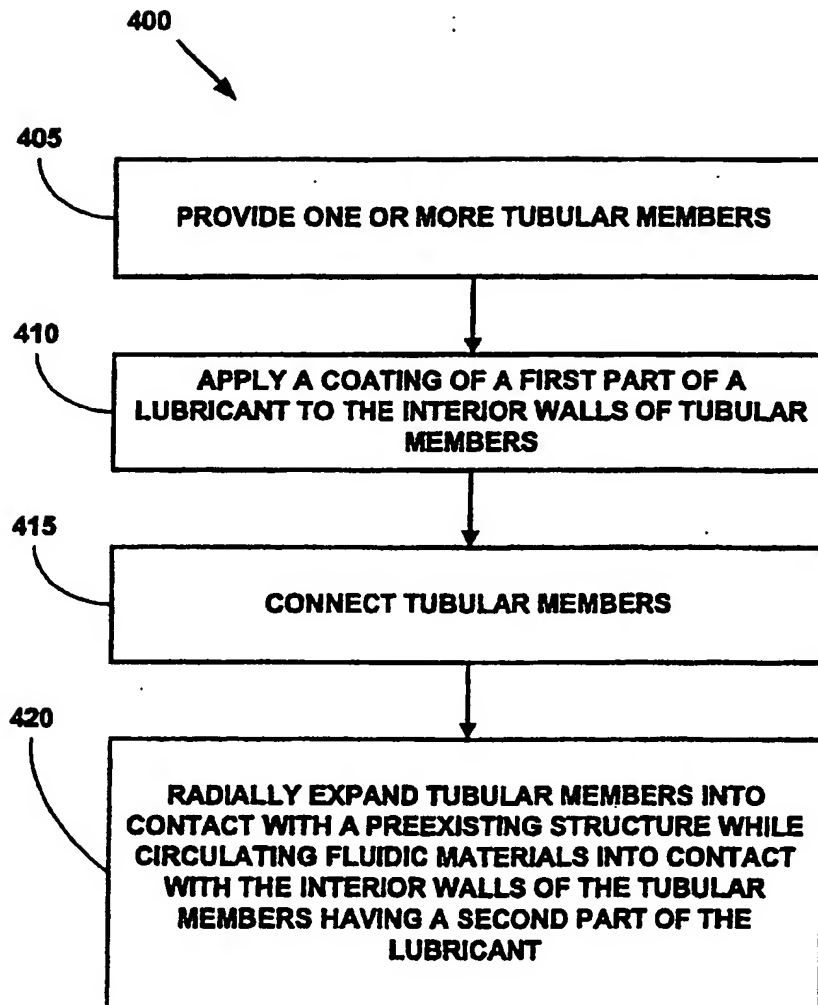 400
405
PROVIDE ONE OR MORE TUBULAR MEMBERS
410
APPLY A COATING OF A FIRST PART OF A
LUBRICANT TO THE INTERIOR WALLS OF TUBULAR
MEMBERS
415
CONNECT TUBULAR MEMBERS
420
RADIALLY EXPAND TUBULAR MEMBERS INTO
CONTACT WITH A PREEXISTING STRUCTURE WHILE
CIRCULATING FLUIDIC MATERIALS INTO CONTACT
WITH THE INTERIOR WALLS OF THE TUBULAR
MEMBERS HAVING A SECOND PART OF THE
LUBRICANT